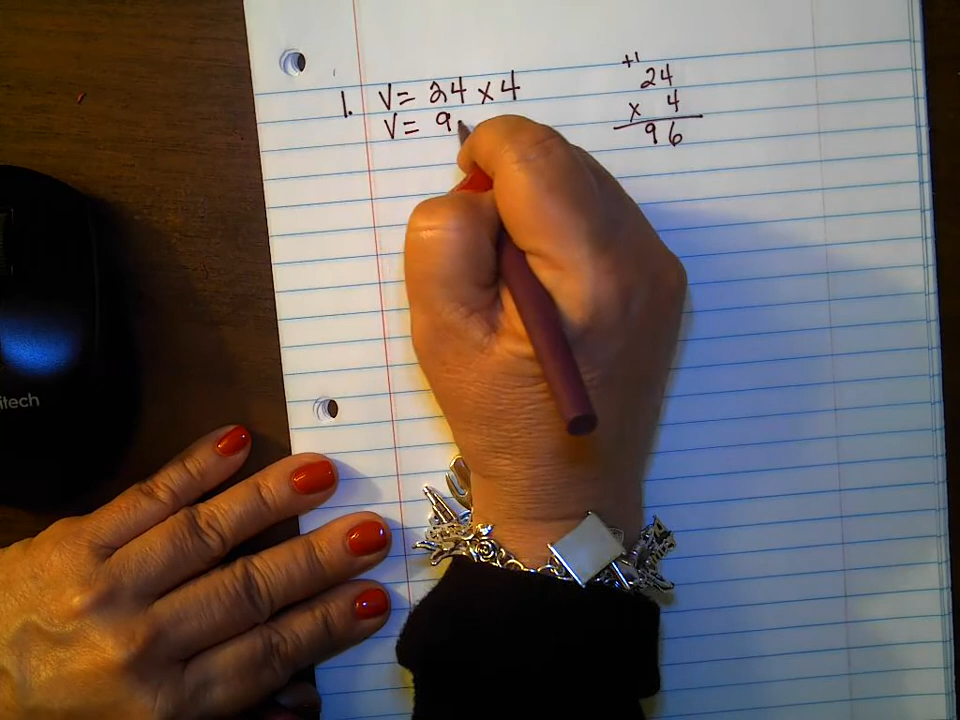 1. V = 24 x 4
V = 9
+1
24
x 4
96
itech